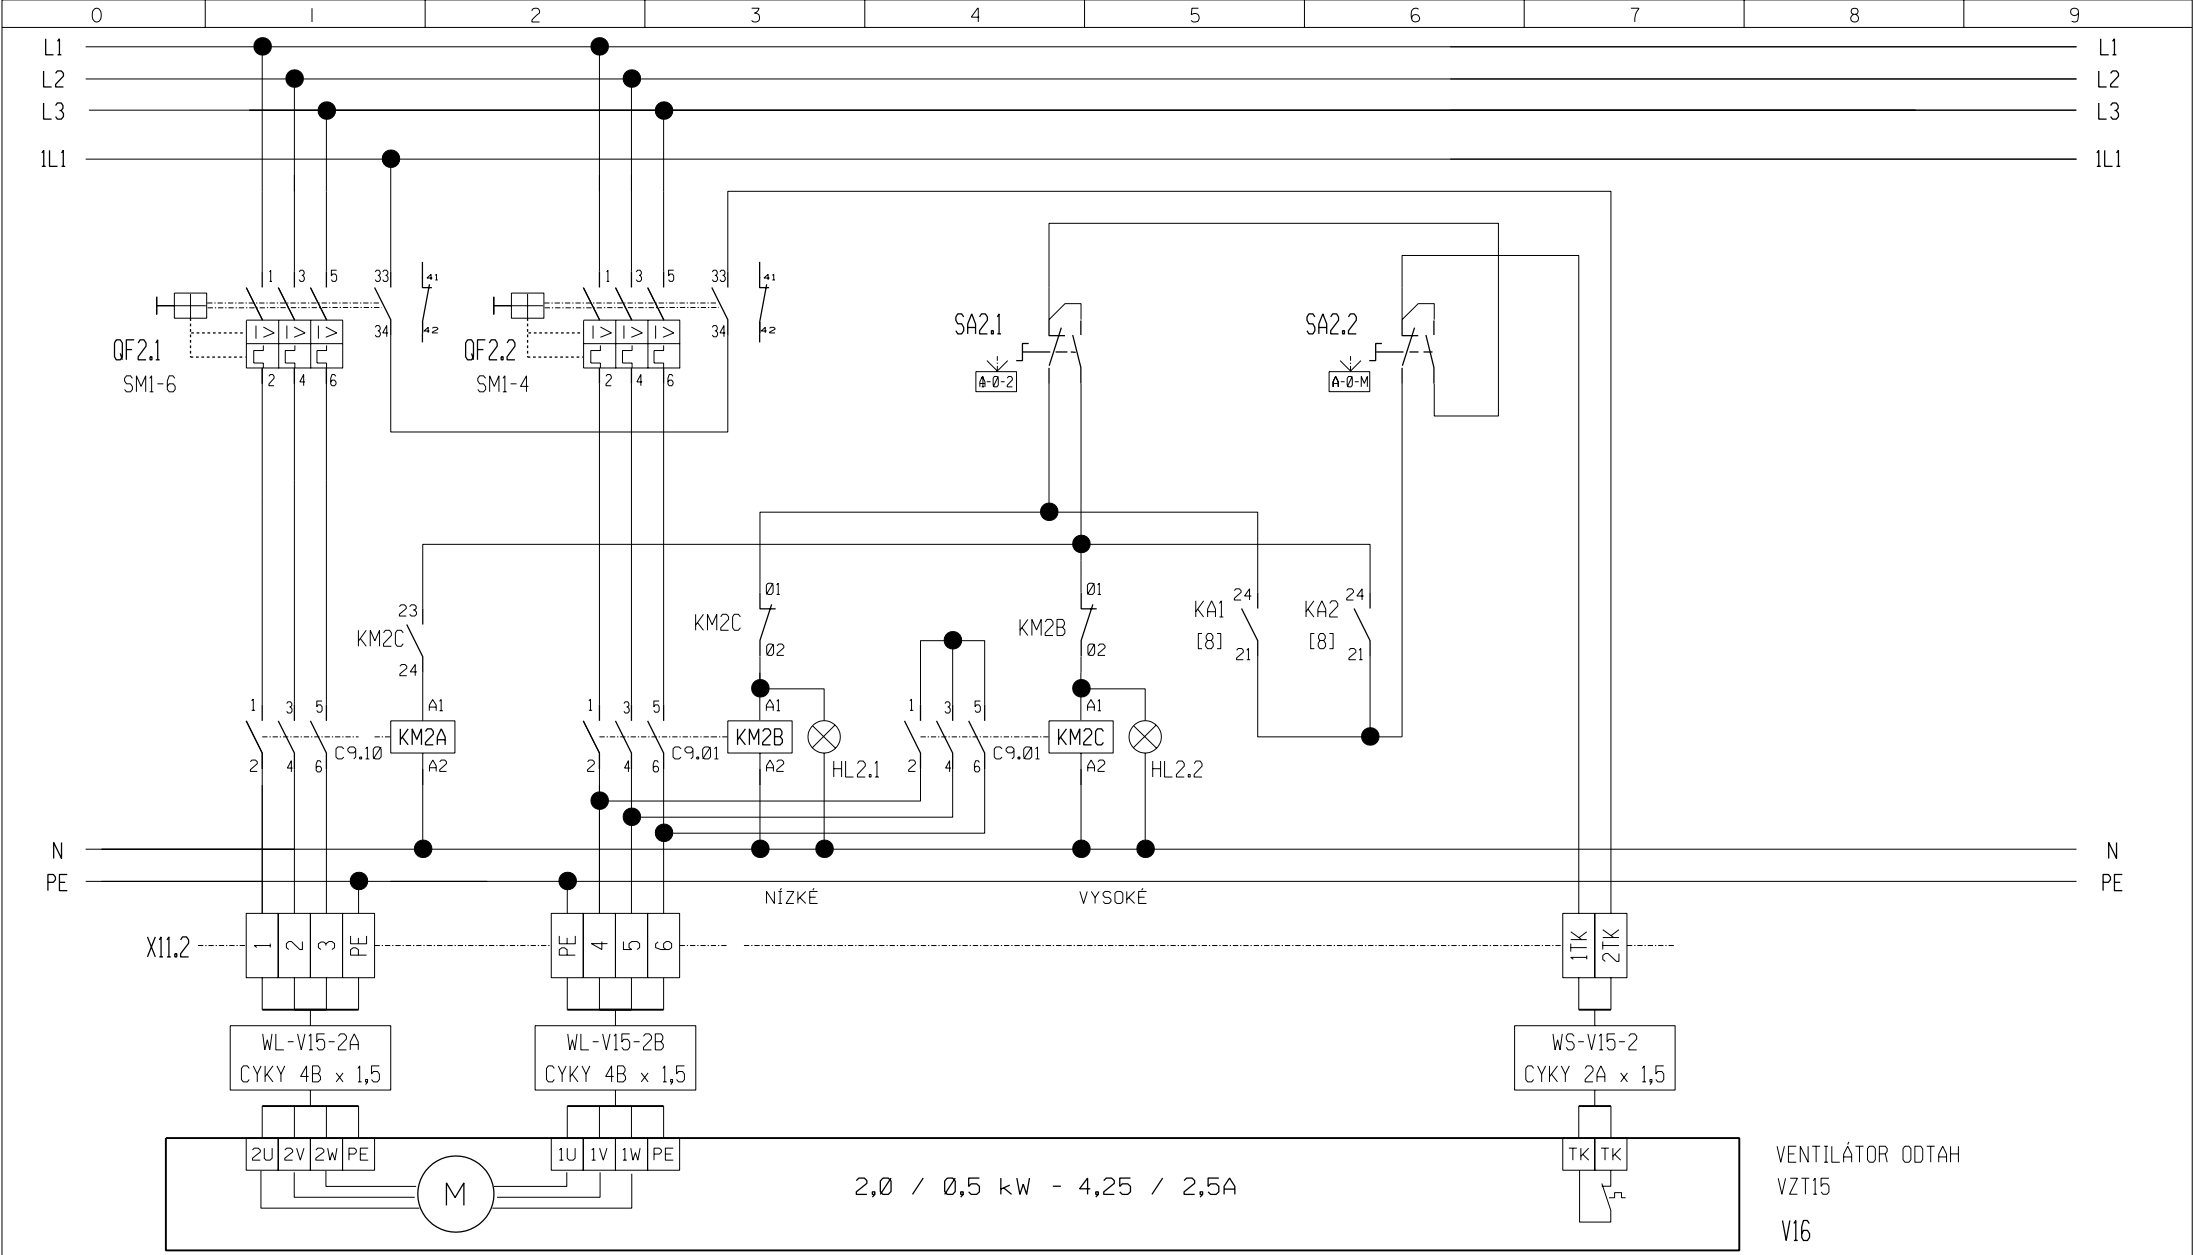 0 1 2 3 4 5 6 7 8 9
L1 L1
L2 L2
L3 L3
1L1 1L1
1 3 5 33 41 1 3 5 33 41
I> I> I> 34 42 I> I> I> 34 42
SA2.1 SA2.2
QF2.1 QF2.2
SM1-6 2 4 6 SM1-4 2 4 6
A-0-2 A-0-M
Ø1 Ø1
23 24 24
KM2C KM2C KM2B KA1 KA2
[8] [8]
24 Ø2 Ø2 21 21
1 3 5 A1 1 3 5 A1 1 3 5 A1
KM2A KM2B KM2C
C9.10 C9.01 C9.01
2 4 6 A2 2 4 6 A2 HL2.1 2 4 6 A2 HL2.2
N N
PE PE
NÍZKÉ VYSOKÉ
X11.2 1 2 3 PE PE 4 5 6 1TK 2TK
WL-V15-2A WL-V15-2B WS-V15-2
CYKY 4B x 1,5 CYKY 4B x 1,5 CYKY 2A x 1,5
2U 2V 2W PE 1U 1V 1W PE TK TK VENTILÁTOR ODTAH
M 2,Ø / Ø,5 kW - 4,25 / 2,5A VZT15
V16